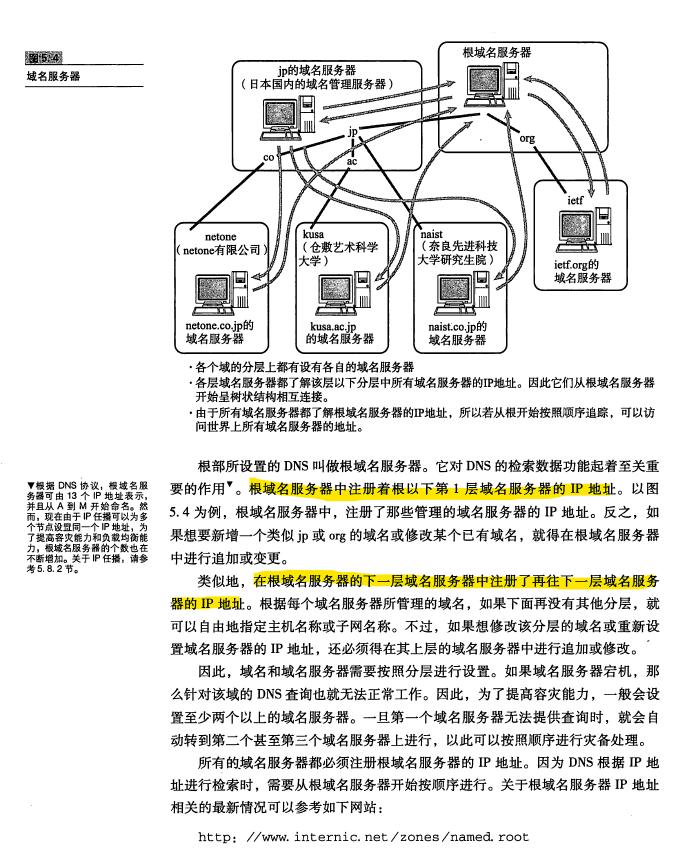 图5.4
域名服务器
根域名服务器
jp的域名服务器
（日本国内的域名管理服务器）
jp
org
co
ac
ietf
netone
（netone有限公司）
kusa
（仓敷艺术科学
大学）
naist
（奈良先进科技
大学研究生院）
ietf.org的
域名服务器
netone.co.jp的
域名服务器
kusa.ac.jp
的域名服务器
naist.co.jp的
域名服务器
·各个域的分层上都有设有各自的域名服务器
·各层域名服务器都了解该层以下分层中所有域名服务器的IP地址。因此它们从根域名服务器
开始呈树状结构相互连接。
·由于所有域名服务器都了解根域名服务器的IP地址，所以若从根开始按照顺序追踪，可以访
问世界上所有域名服务器的地址。
根部所设置的 DNS 叫做根域名服务器。它对 DNS 的检索数据功能起着至关重
要的作用▼。根域名服务器中注册着根以下第 1 层域名服务器的 IP 地址。以图
5.4 为例，根域名服务器中，注册了那些管理的域名服务器的 IP 地址。反之，如
果想要新增一个类似 jp 或 org 的域名或修改某个已有域名，就得在根域名服务器
中进行追加或变更。
▼根据 DNS 协议，根域名服
务器可由 13 个 IP 地址表示，
并且从 A 到 M 开始命名。然
而，现在由于 IP 任播可以为多
个节点设置同一个 IP 地址，为
了提高容灾能力和负载均衡能
力，根域名服务器的个数也在
不断增加。关于 IP 任播，请参
考5.8.2 节。
类似地，在根域名服务器的下一层域名服务器中注册了再往下一层域名服务
器的 IP 地址。根据每个域名服务器所管理的域名，如果下面再没有其他分层，就
可以自由地指定主机名称或子网名称。不过，如果想修改该分层的域名或重新设
置域名服务器的 IP 地址，还必须得在其上层的域名服务器中进行追加或修改。
因此，域名和域名服务器需要按照分层进行设置。如果域名服务器宕机，那
么针对该域的 DNS 查询也就无法正常工作。因此，为了提高容灾能力，一般会设
置至少两个以上的域名服务器。一旦第一个域名服务器无法提供查询时，就会自
动转到第二个甚至第三个域名服务器上进行，以此可以按照顺序进行灾备处理。
所有的域名服务器都必须注册根域名服务器的 IP 地址。因为 DNS 根据 IP 地
址进行检索时，需要从根域名服务器开始按顺序进行。关于根域名服务器 IP 地址
相关的最新情况可以参考如下网站：
http: //www.internic.net/zones/named.root